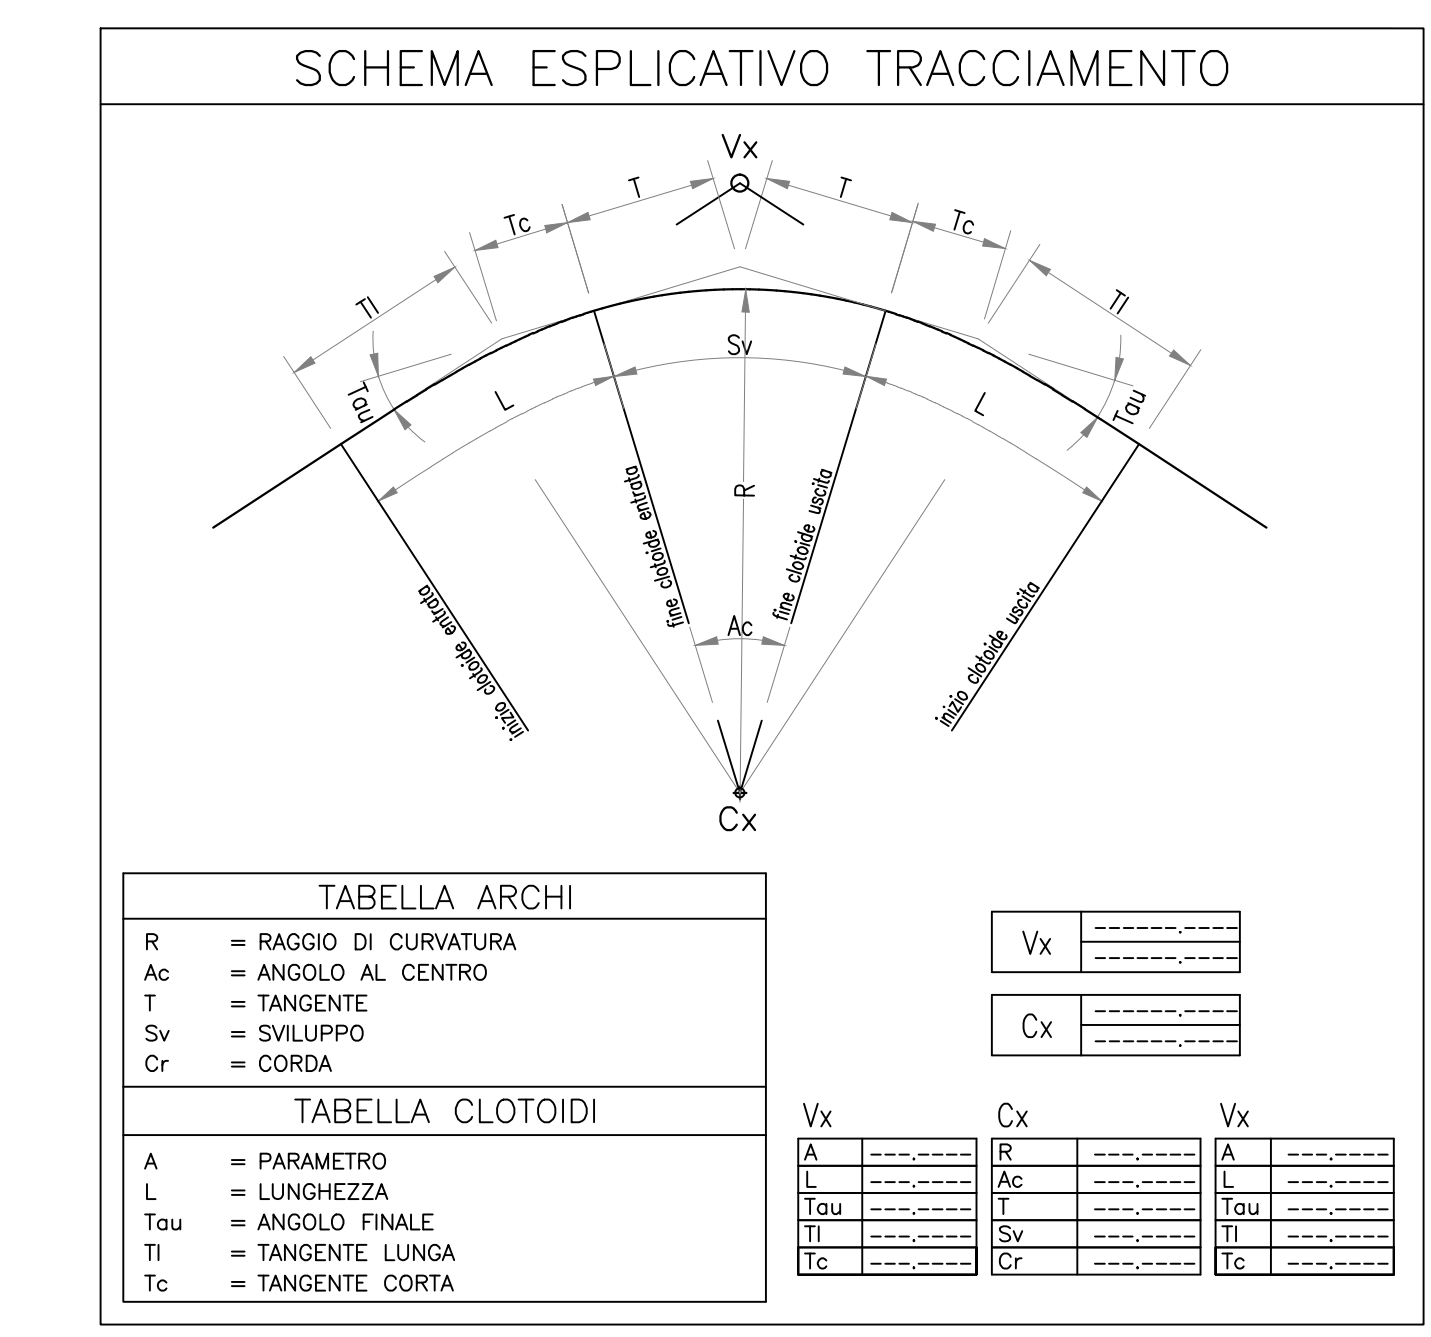 SCHEMA ESPLICATIVO TRACCIAMENTO
Vx
T
T
Tc
Tc
Tl
Tl
Sv
Tau
Tau
L
L
R
fine clotoide entrata
fine clotoide uscita
inizio clotoide entrata
inizio clotoide uscita
Ac
Cx
TABELLA ARCHI
R = RAGGIO DI CURVATURA
Ac = ANGOLO AL CENTRO
T = TANGENTE
Sv = SVILUPPO
Cr = CORDA
TABELLA CLOTOIDI
A = PARAMETRO
L = LUNGHEZZA
Tau = ANGOLO FINALE
Tl = TANGENTE LUNGA
Tc = TANGENTE CORTA
Vx ------.----
------.----
Cx ------.----
------.----
Vx Cx Vx
A ---.---- R ---.---- A ---.----
L ---.---- Ac ---.---- L ---.----
Tau ---.---- T ---.---- Tau ---.----
Tl ---.---- Sv ---.---- Tl ---.----
Tc ---.---- Cr ---.---- Tc ---.----